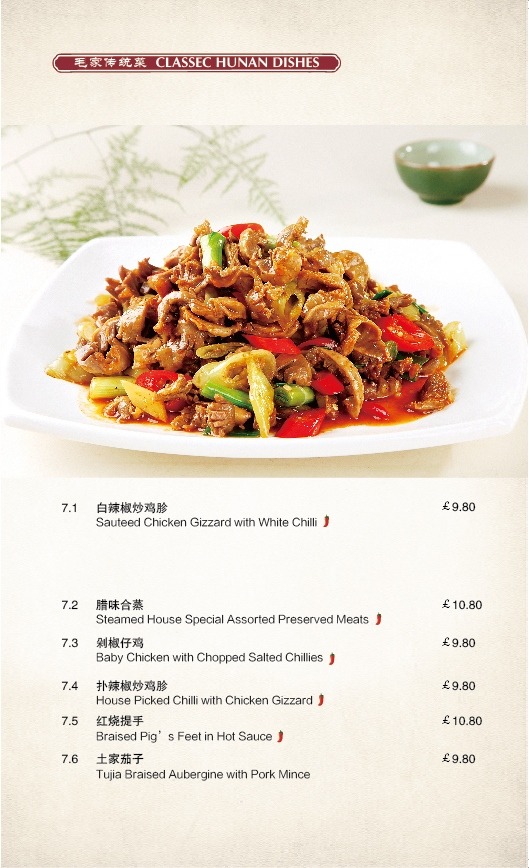 毛家传统菜 CLASSEC HUNAN DISHES
7.1 白辣椒炒鸡胗 £9.80
Sauteed Chicken Gizzard with White Chilli
7.2 腊味合蒸 £10.80
Steamed House Special Assorted Preserved Meats
7.3 剁椒仔鸡 £9.80
Baby Chicken with Chopped Salted Chillies
7.4 扑辣椒炒鸡胗 £9.80
House Picked Chilli with Chicken Gizzard
7.5 红烧提手 £10.80
Braised Pig’s Feet in Hot Sauce
7.6 土家茄子 £9.80
Tujia Braised Aubergine with Pork Mince